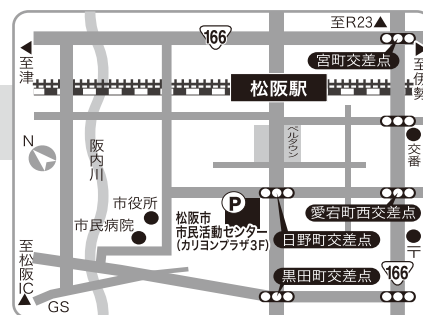 至R23
166
宮町交差点
至津
至伊勢
松阪駅
ベルタウン
交番
N
阪内川
市役所
市民病院
P
松阪市
市民活動センター
(カリヨンプラザ3F)
愛宕町西交差点
日野町交差点
〒
至松阪IC
黒田町交差点
166
GS